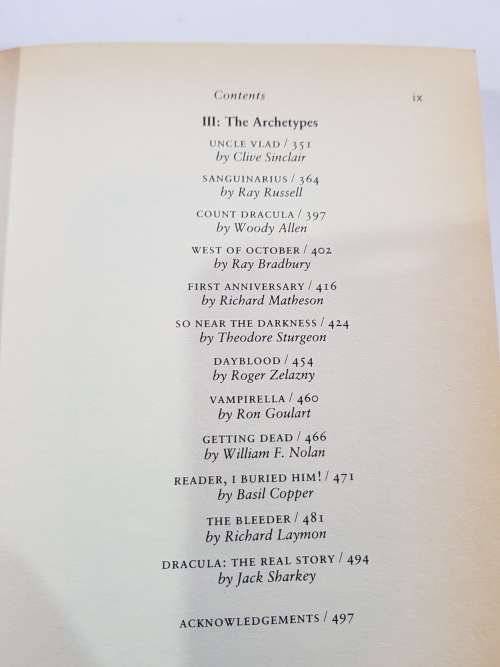 Contents ix
III: The Archetypes
UNCLE VLAD / 351
by Clive Sinclair
SANGUINARIUS / 364
by Ray Russell
COUNT DRACULA / 397
by Woody Allen
WEST OF OCTOBER / 402
by Ray Bradbury
FIRST ANNIVERSARY / 416
by Richard Matheson
SO NEAR THE DARKNESS / 424
by Theodore Sturgeon
DAYBLOOD / 454
by Roger Zelazny
VAMPIRELLA / 460
by Ron Goulart
GETTING DEAD / 466
by William F. Nolan
READER, I BURIED HIM! / 471
by Basil Copper
THE BLEEDER / 481
by Richard Laymon
DRACULA: THE REAL STORY / 494
by Jack Sharkey
ACKNOWLEDGEMENTS / 497